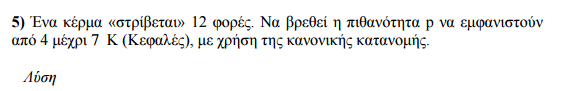 5) Ένα κέρμα «στρίβεται» 12 φορές. Να βρεθεί η πιθανότητα p να εμφανιστούν
από 4 μέχρι 7 Κ (Κεφαλές), με χρήση της κανονικής κατανομής.
Λύση